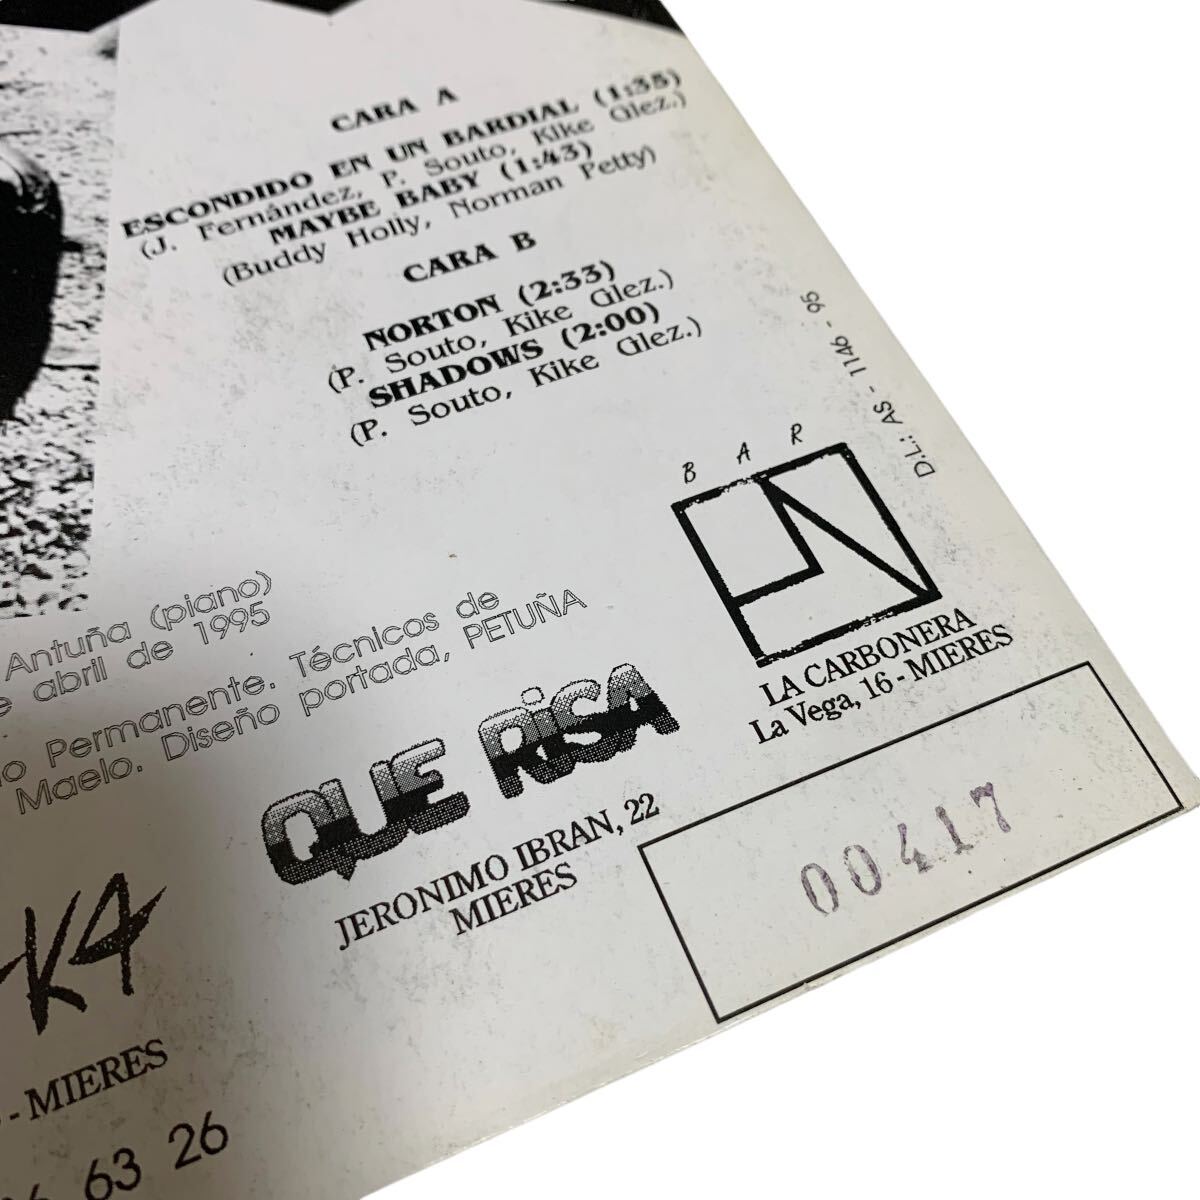 CARA A
ESCONDIDO EN UN BARDIAL (1:35)
(J. Fernández, P. Souto, Kike Glez.)
MAYBE BABY (1:43)
(Buddy Holly, Norman Petty)
CARA B
NORTON (2:33)
(P. Souto, Kike Glez.)
SHADOWS (2:00)
(P. Souto, Kike Glez.)
D.L.: AS - 1146 - 95
BAR
LA CARBONERA
La Vega, 16 - MIERES
Antuña (piano)
abril de 1995
Permanente. Técnicos de
Maelo. Diseño portada, PETUÑA
QUE RiSA
JERONIMO IBRAN, 22
MIERES
00417
K4
- MIERES
63 26